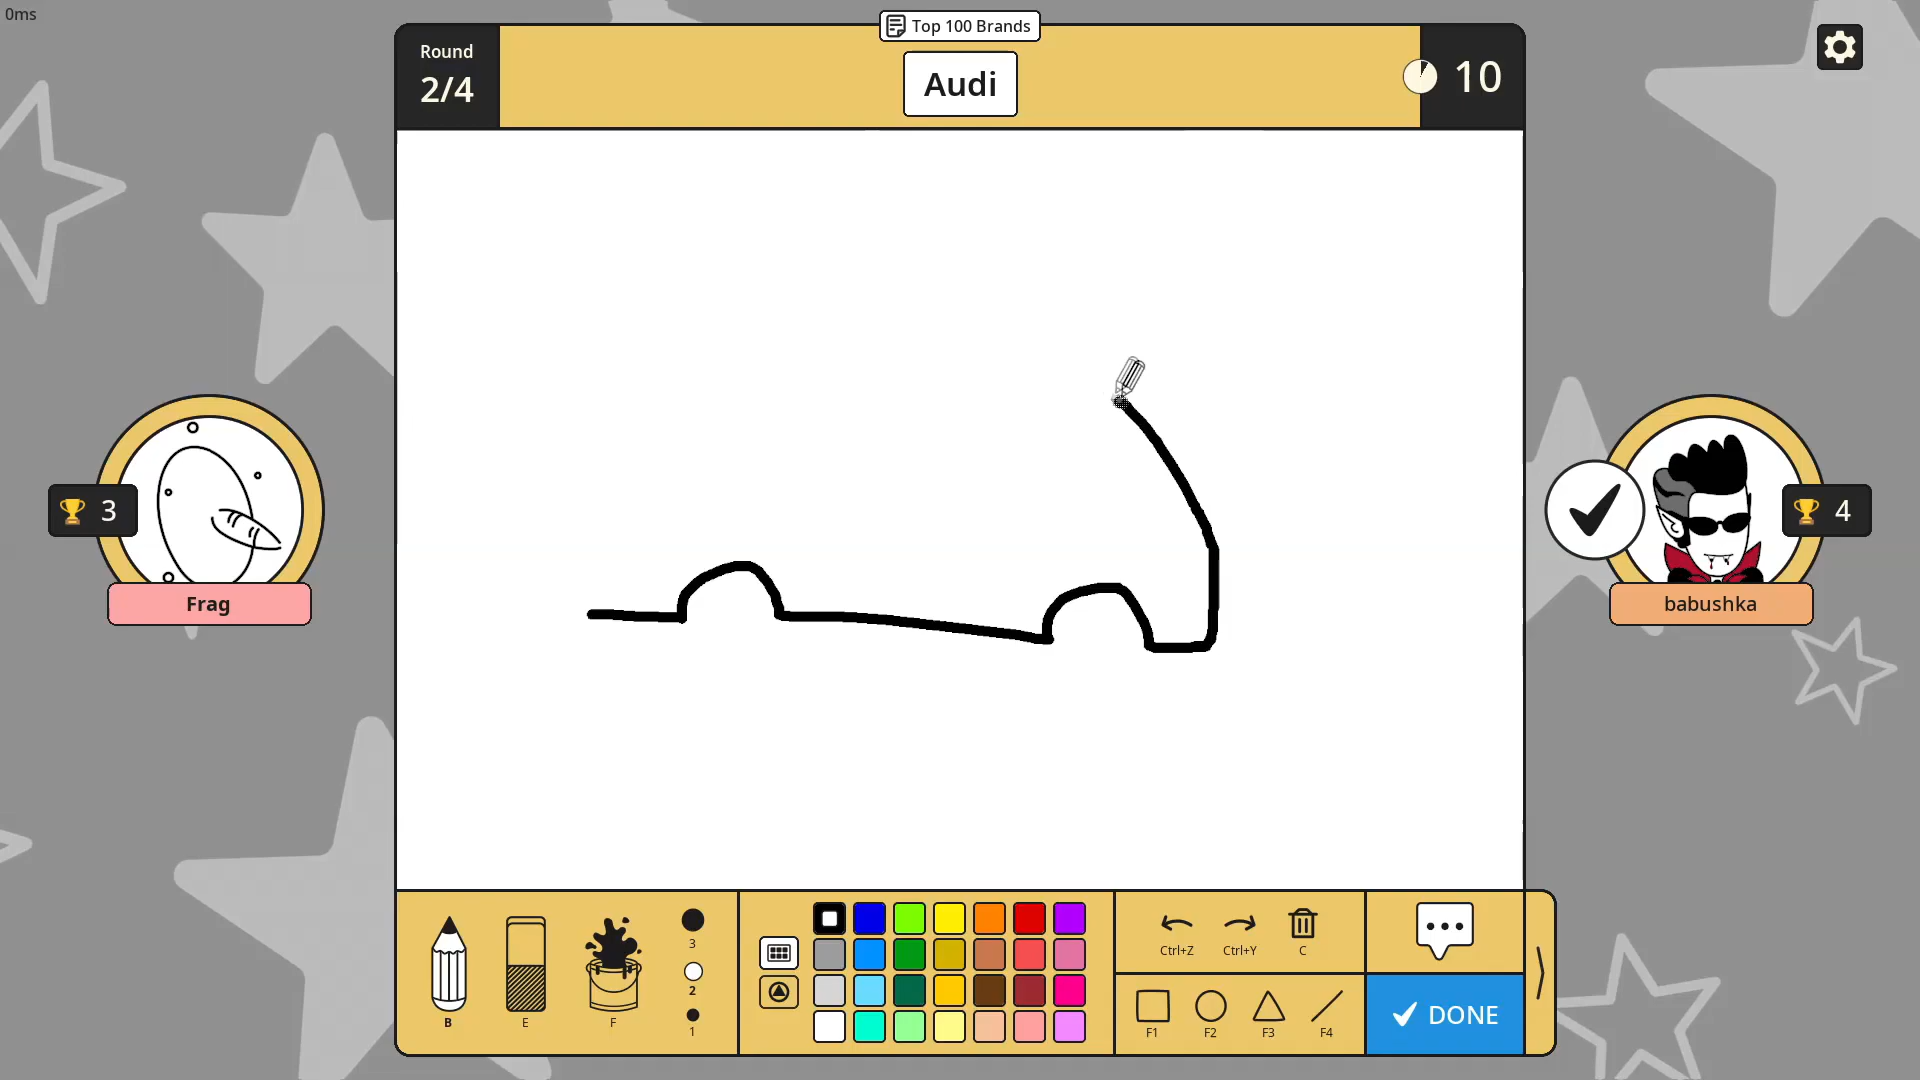 0ms
Top 100 Brands
Round
2/4
Audi
10
3
Frag
4
babushka
3
2
1
B
E
F
Ctrl+Z
Ctrl+Y
C
F1
F2
F3
F4
DONE